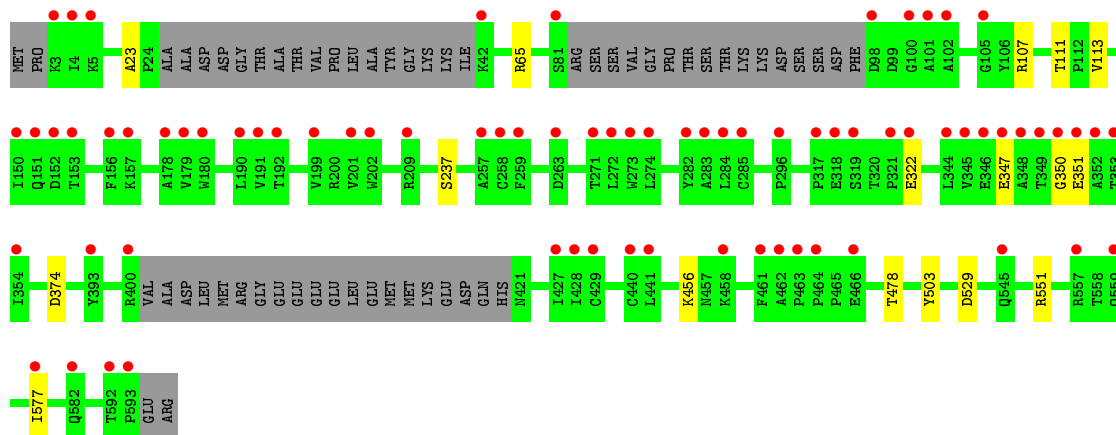 MET PRO K3 I4 K5 A23 P24 ALA ALA ASP ASP GLY THR ALA THR VAL PRO LEU ALA TYR GLY LYS LYS ILE K42 R65 S81 ARG SER SER VAL GLY PRO THR SER THR LYS LYS ASP SER SER ASP PHE D98 D99 G100 A101 A102 G105 Y106 R107 T111 P112 V113
I150 Q151 D152 T153 F156 K157 A178 V179 W180 L190 V191 T192 V199 R200 V201 W202 R209 S237 A257 C258 F259 D263 T271 L272 W273 L274 Y282 A283 L284 C285 P296 P317 E318 S319 T320 P321 E322 L344 V345 E346 E347 A348 T349 G350 E351 A352 T353
I354 D374 Y393 R400 VAL ALA ASP LEU MET ARG GLY GLU GLU GLU GLU LEU GLU MET MET LYS GLU ASP GLN HIS N421 I427 I428 C429 C440 L441 K456 N457 K458 F461 A462 P463 P464 P465 E466 T478 Y503 D529 Q545 R551 R557 T558
I577 Q582 T592 P593 GLU ARG